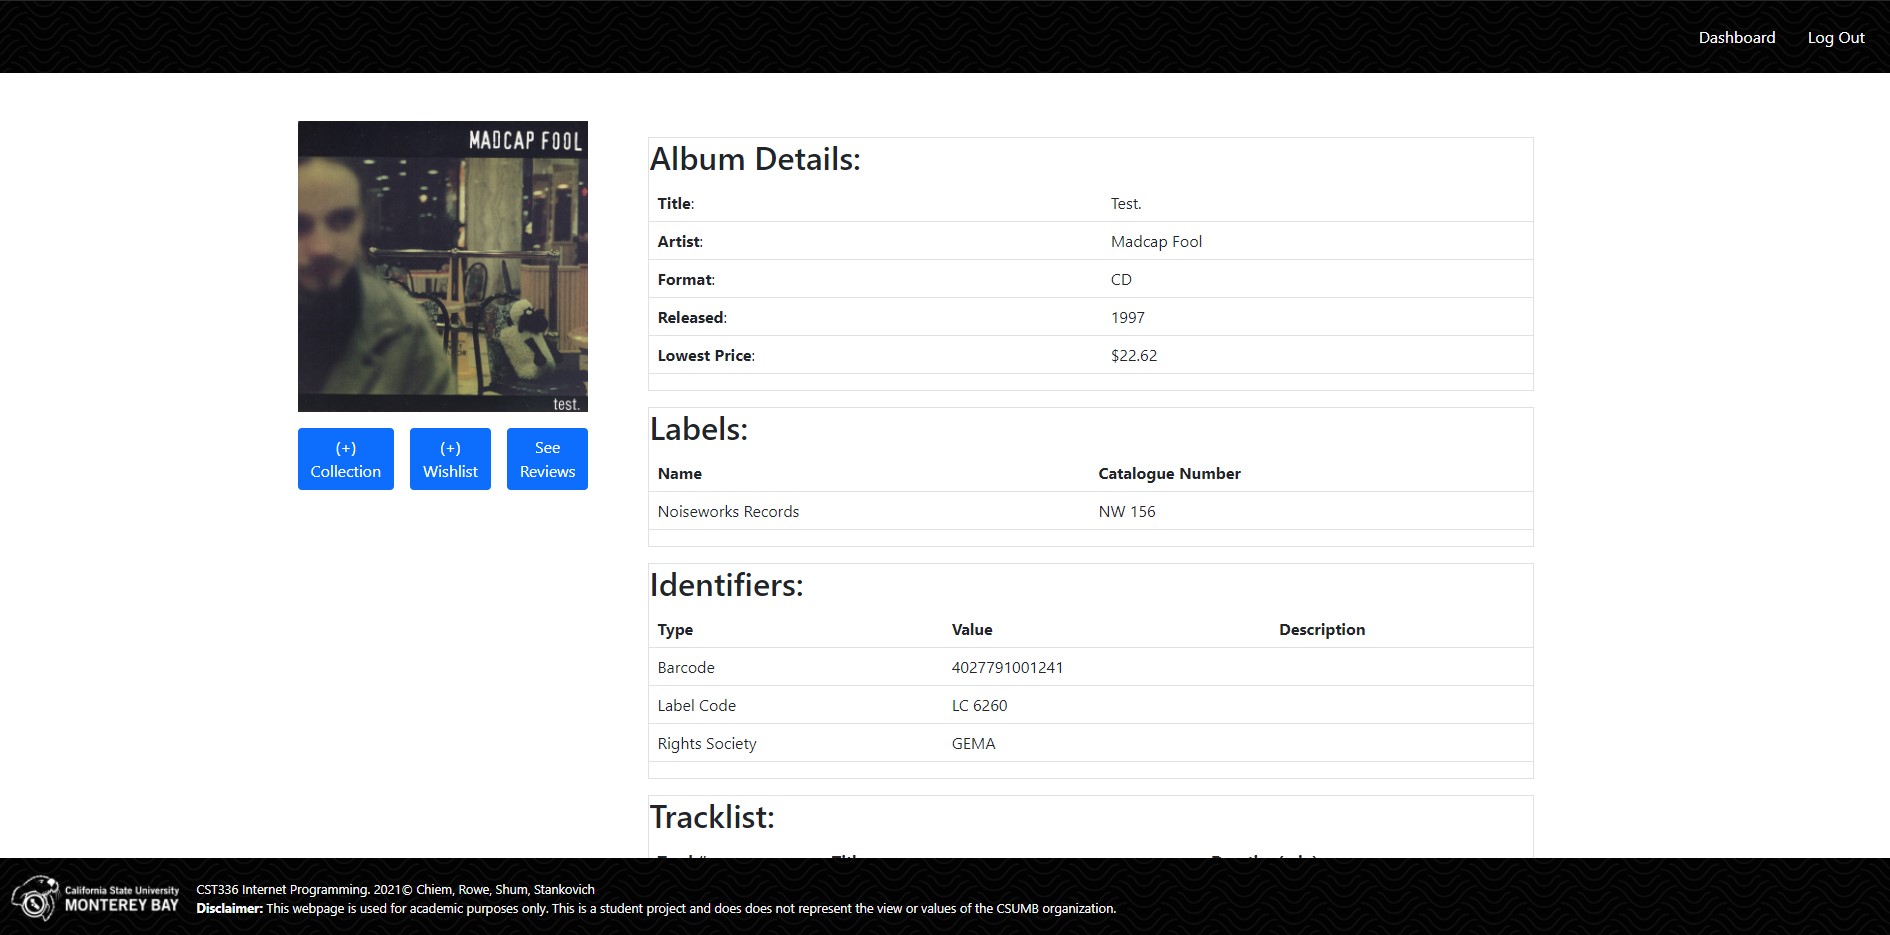 Dashboard Log Out
MADCAP FOOL
test.
(+) Collection
(+) Wishlist
See Reviews
Album Details:
Title: Test.
Artist: Madcap Fool
Format: CD
Released: 1997
Lowest Price: $22.62
Labels:
Name Catalogue Number
Noiseworks Records NW 156
Identifiers:
Type Value Description
Barcode 4027791001241
Label Code LC 6260
Rights Society GEMA
Tracklist:
California State University
MONTEREY BAY
CST336 Internet Programming. 2021© Chiem, Rowe, Shum, Stankovich
Disclaimer: This webpage is used for academic purposes only. This is a student project and does does not represent the view or values of the CSUMB organization.